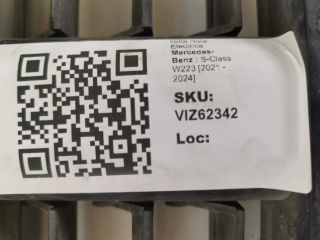 Electrica
Mercedes-
Benz : S-Class
W223 [2021 -
2024]
SKU:
VIZ62342
Loc: